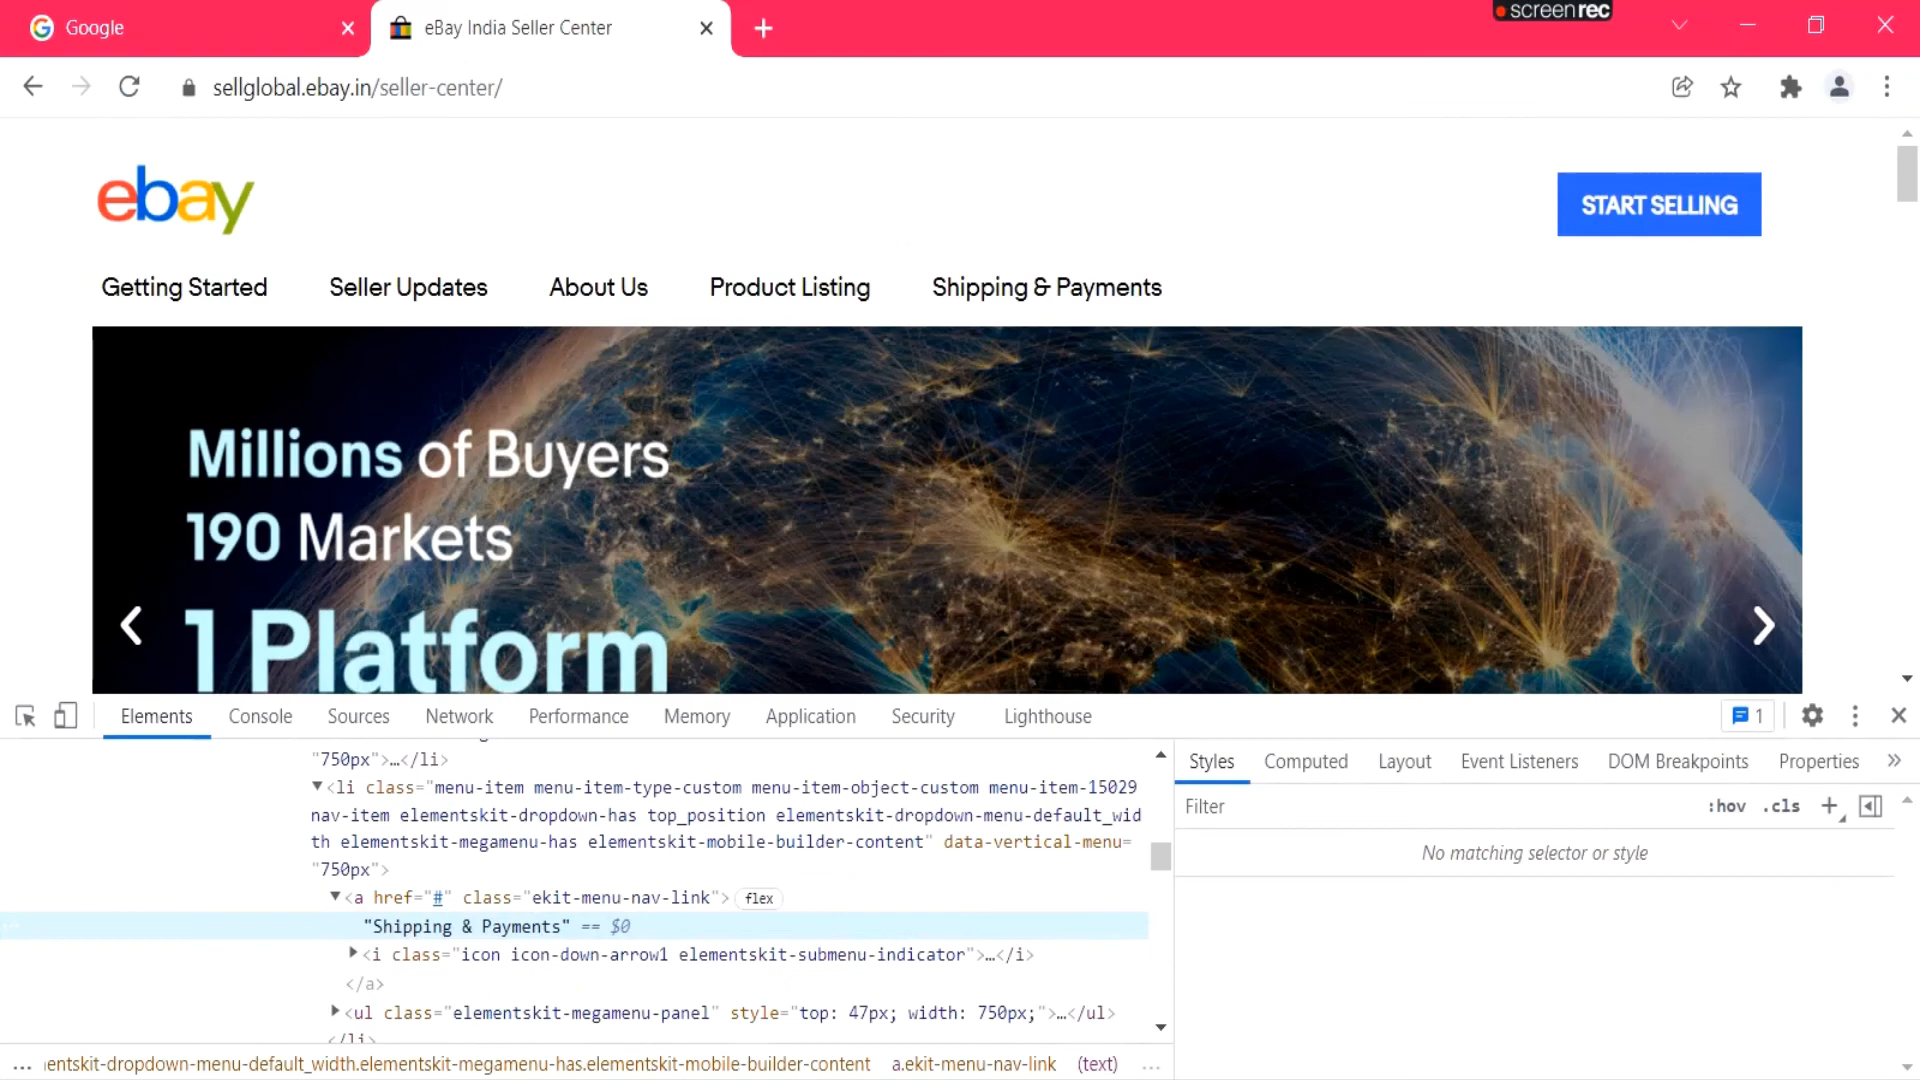 Google
eBay India Seller Center
screenrec
sellglobal.ebay.in/seller-center/
ebay
START SELLING
Getting Started Seller Updates About Us Product Listing Shipping & Payments
Millions of Buyers
190 Markets
1 Platform
Elements Console Sources Network Performance Memory Application Security Lighthouse 1
"750px">…</li>
<li class="menu-item menu-item-type-custom menu-item-object-custom menu-item-15029
nav-item elementskit-dropdown-has top_position elementskit-dropdown-menu-default_wid
th elementskit-megamenu-has elementskit-mobile-builder-content" data-vertical-menu=
"750px">
<a href="#" class="ekit-menu-nav-link"> flex
"Shipping & Payments" == $0
<i class="icon icon-down-arrow1 elementskit-submenu-indicator">…</i>
</a>
<ul class="elementskit-megamenu-panel" style="top: 47px; width: 750px;">…</ul>
</li>
... entskit-dropdown-menu-default_width.elementskit-megamenu-has.elementskit-mobile-builder-content a.ekit-menu-nav-link (text) ...
Styles Computed Layout Event Listeners DOM Breakpoints Properties
Filter :hov .cls
No matching selector or style